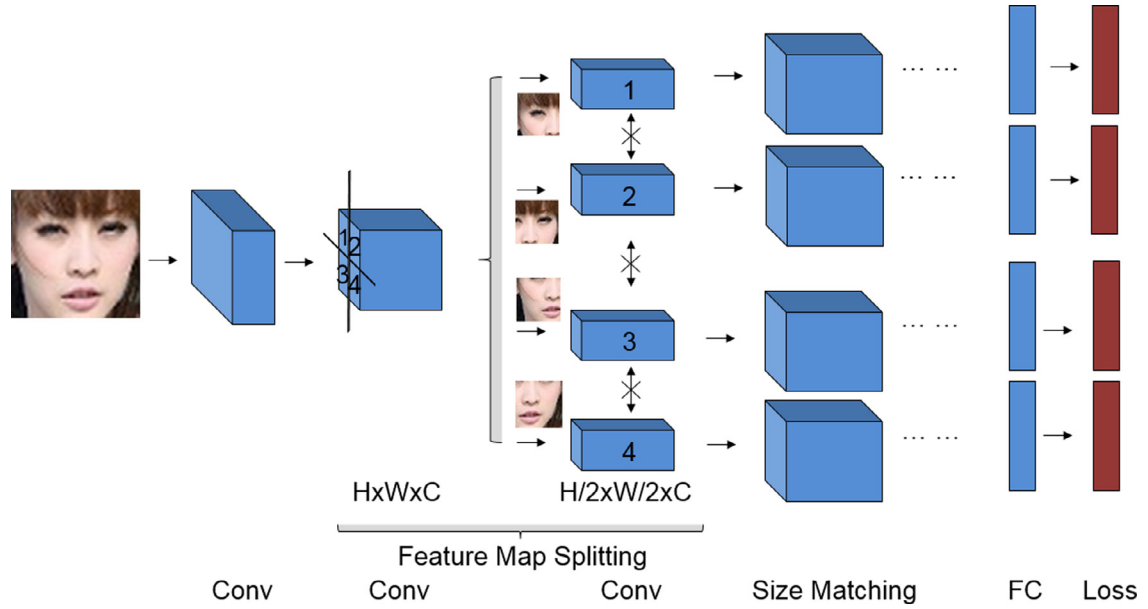 1
2
3
4
1
2
3
4
... ...
... ...
... ...
... ...
HxWxC
H/2xW/2xC
Feature Map Splitting
Conv
Conv
Conv
Size Matching
FC
Loss